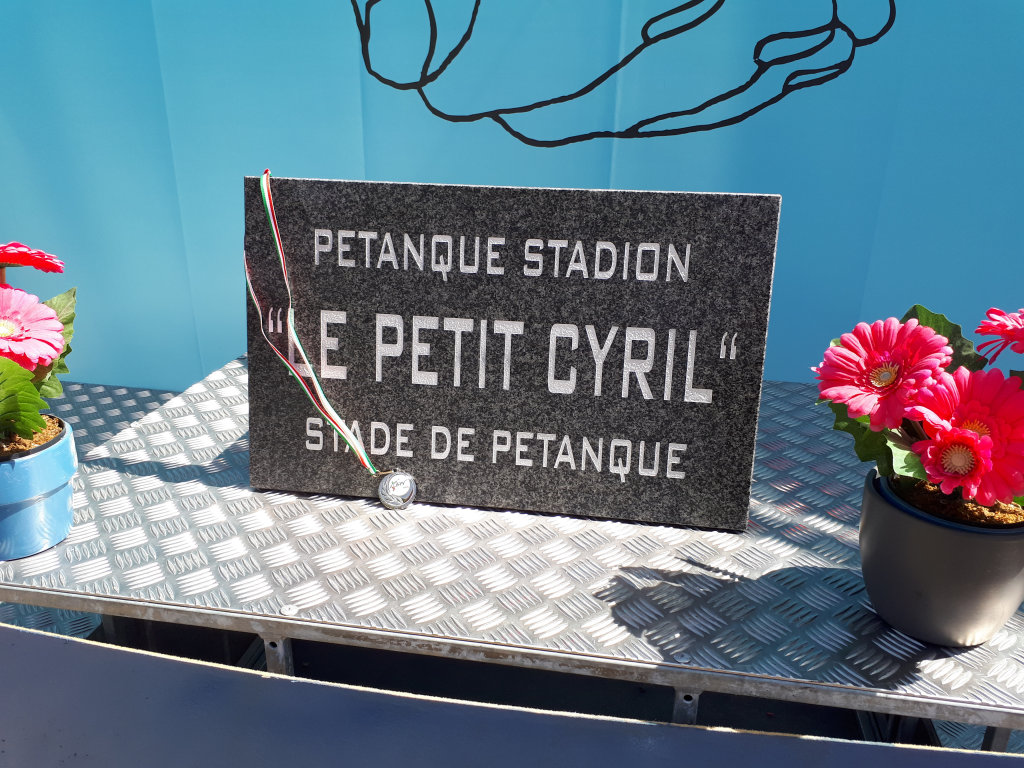 PETANQUE STADION
"LE PETIT CYRIL"
STADE DE PETANQUE